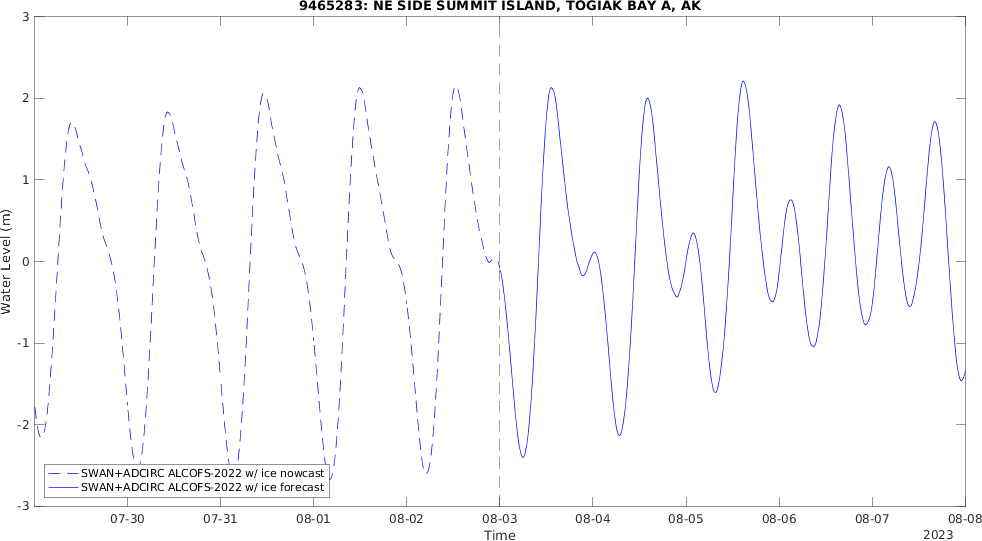 9465283: NE SIDE SUMMIT ISLAND, TOGIAK BAY A, AK
3
2
1
0
-1
-2
-3
Water Level (m)
SWAN+ADCIRC ALCOFS-2022 w/ ice nowcast
SWAN+ADCIRC ALCOFS-2022 w/ ice forecast
07-30 07-31 08-01 08-02 08-03 08-04 08-05 08-06 08-07 08-08
Time
2023